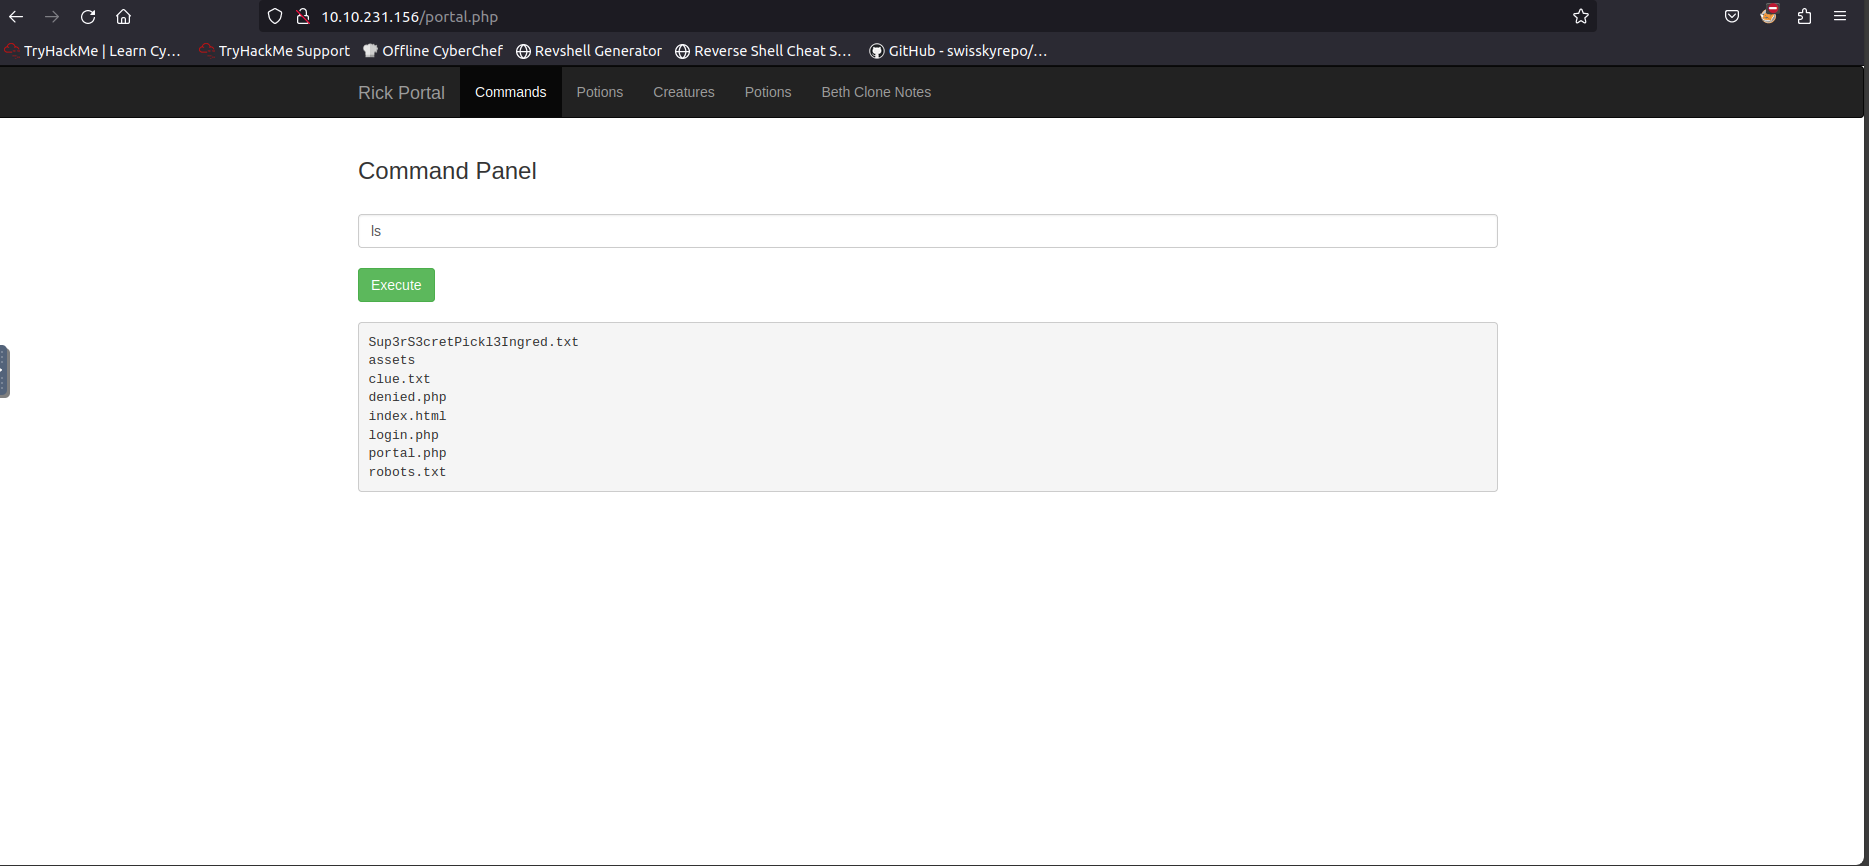 10.10.231.156/portal.php
TryHackMe | Learn Cy... TryHackMe Support Offline CyberChef Revshell Generator Reverse Shell Cheat S... GitHub - swisskyrepo/...
Rick Portal Commands Potions Creatures Potions Beth Clone Notes
Command Panel
ls
Execute
Sup3rS3cretPickl3Ingred.txt
assets
clue.txt
denied.php
index.html
login.php
portal.php
robots.txt